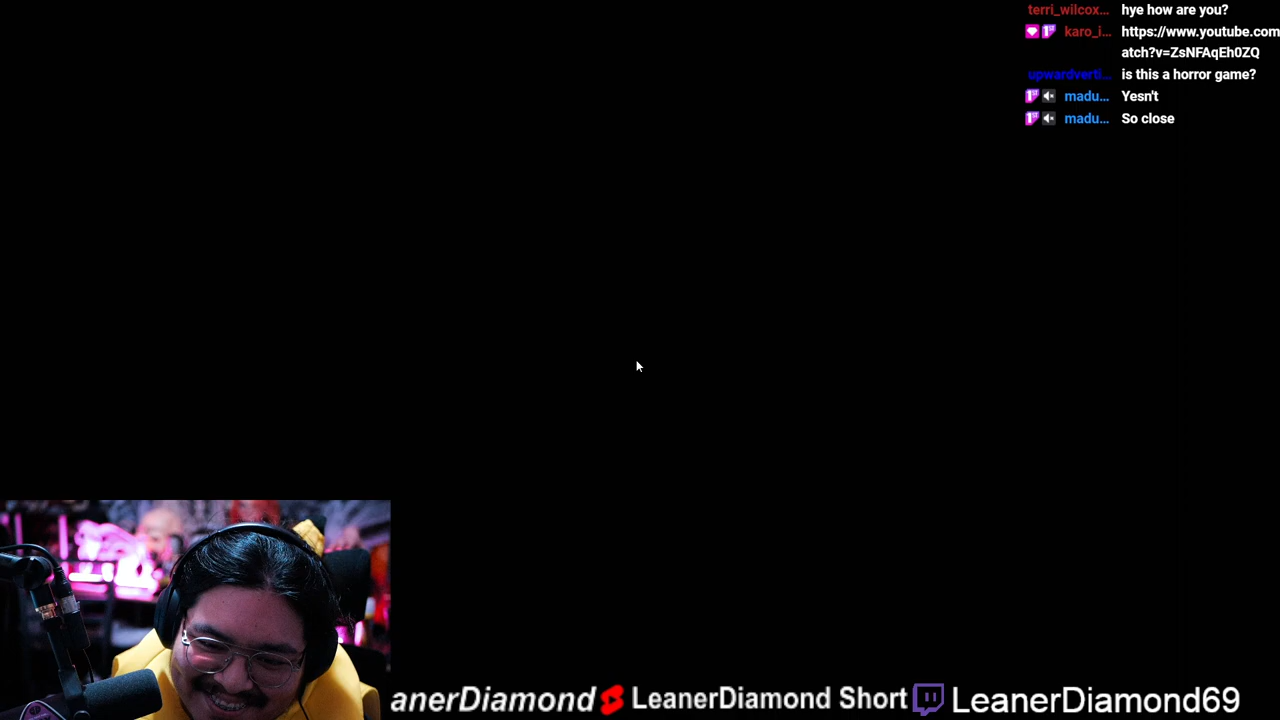 terri_wilcox... hye how are you?
karo_i... https://www.youtube.com
atch?v=ZsNFAqEh0ZQ
upwardverti... is this a horror game?
madu... Yesn't
madu... So close
anerDiamond LeanerDiamond Short LeanerDiamond69